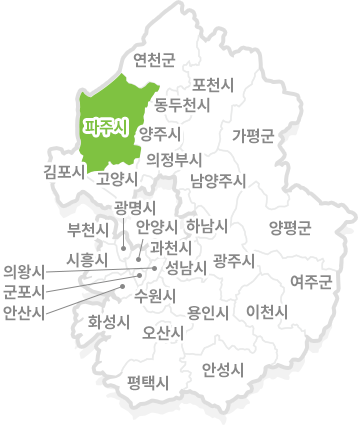 연천군
포천시
동두천시
파주시
양주시
가평군
의정부시
김포시
고양시
남양주시
광명시
부천시
안양시
하남시
양평군
과천시
시흥시
성남시
광주시
의왕시
여주군
군포시
수원시
안산시
용인시
이천시
화성시
오산시
안성시
평택시